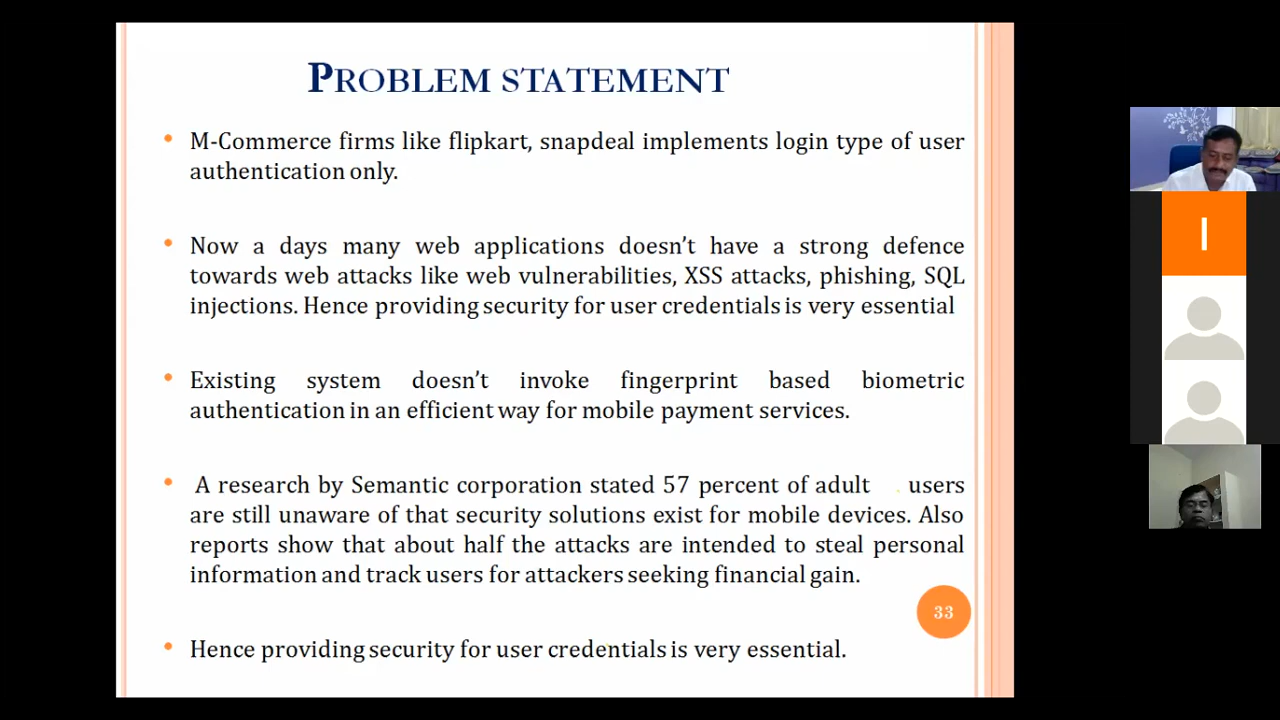 PROBLEM STATEMENT
• M-Commerce firms like flipkart, snapdeal implements login type of user
authentication only.
• Now a days many web applications doesn't have a strong defence
towards web attacks like web vulnerabilities, XSS attacks, phishing, SQL
injections. Hence providing security for user credentials is very essential
• Existing system doesn't invoke fingerprint based biometric
authentication in an efficient way for mobile payment services.
• A research by Semantic corporation stated 57 percent of adult users
are still unaware of that security solutions exist for mobile devices. Also
reports show that about half the attacks are intended to steal personal
information and track users for attackers seeking financial gain.
33
• Hence providing security for user credentials is very essential.
I